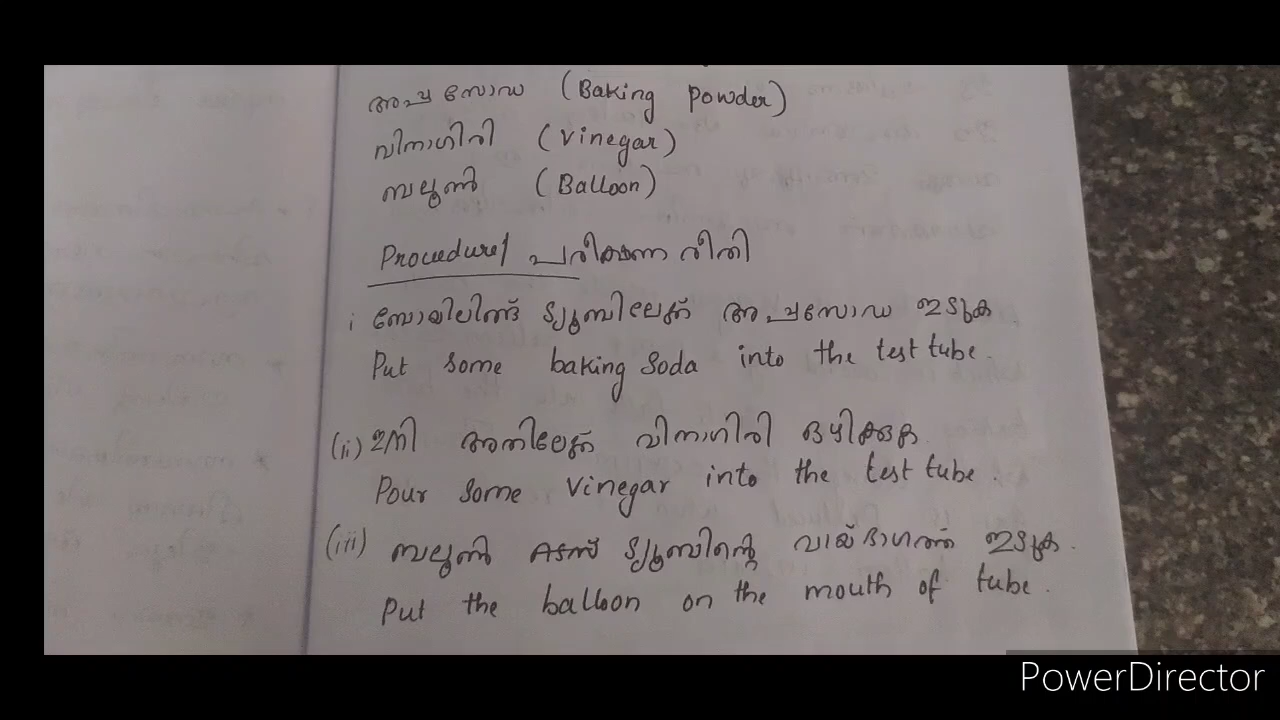 അപ്പസോഡ (Baking Powder)
വിനാഗിരി (Vinegar)
ബലൂൺ (Balloon)
Procedure/ പരീക്ഷണ രീതി
i ബോയിലിങ്ങ് ട്യൂബിലേക്ക് അപ്പസോഡ ഇടുക
Put some baking Soda into the test tube.
(ii) ഇനി അതിലേക്ക് വിനാഗിരി ഒഴിക്കുക
Pour some Vinegar into the test tube.
(iii) ബലൂൺ ടെസ്റ്റ് ട്യൂബിന്റെ വായ് ഭാഗത്ത് ഇടുക.
Put the balloon on the mouth of tube.
PowerDirector